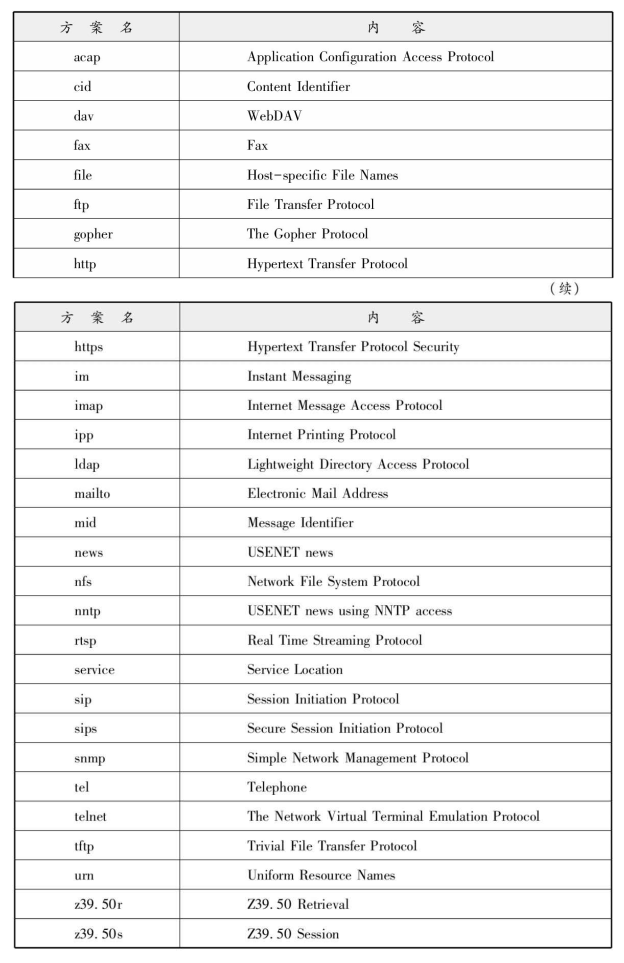 方 案 名 内 容
acap Application Configuration Access Protocol
cid Content Identifier
dav WebDAV
fax Fax
file Host-specific File Names
ftp File Transfer Protocol
gopher The Gopher Protocol
http Hypertext Transfer Protocol
(续)
方 案 名 内 容
https Hypertext Transfer Protocol Security
im Instant Messaging
imap Internet Message Access Protocol
ipp Internet Printing Protocol
ldap Lightweight Directory Access Protocol
mailto Electronic Mail Address
mid Message Identifier
news USENET news
nfs Network File System Protocol
nntp USENET news using NNTP access
rtsp Real Time Streaming Protocol
service Service Location
sip Session Initiation Protocol
sips Secure Session Initiation Protocol
snmp Simple Network Management Protocol
tel Telephone
telnet The Network Virtual Terminal Emulation Protocol
tftp Trivial File Transfer Protocol
urn Uniform Resource Names
z39.50r Z39.50 Retrieval
z39.50s Z39.50 Session